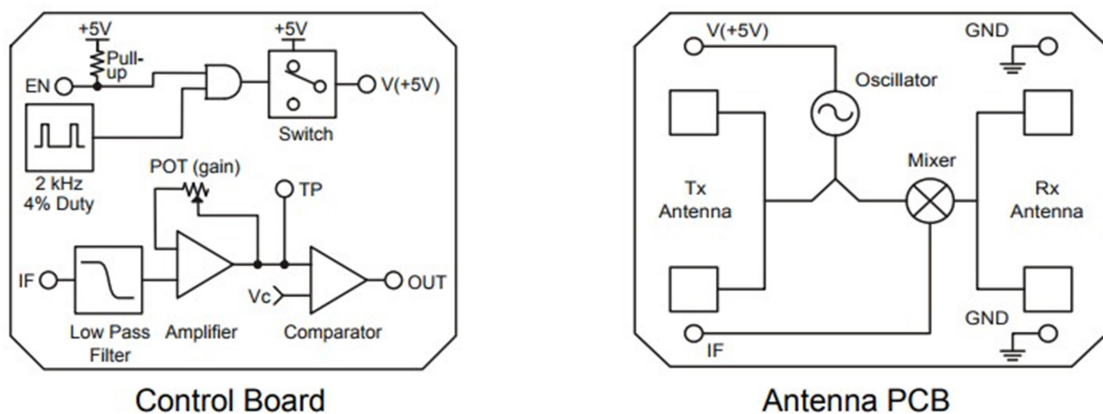 +5V
Pull-
up
EN
2 kHz
4% Duty
+5V
Switch
V(+5V)
POT (gain)
TP
IF
Low Pass
Filter
Amplifier
Vc
Comparator
OUT
Control Board
V(+5V)
GND
Oscillator
Mixer
Tx
Antenna
Rx
Antenna
GND
IF
Antenna PCB